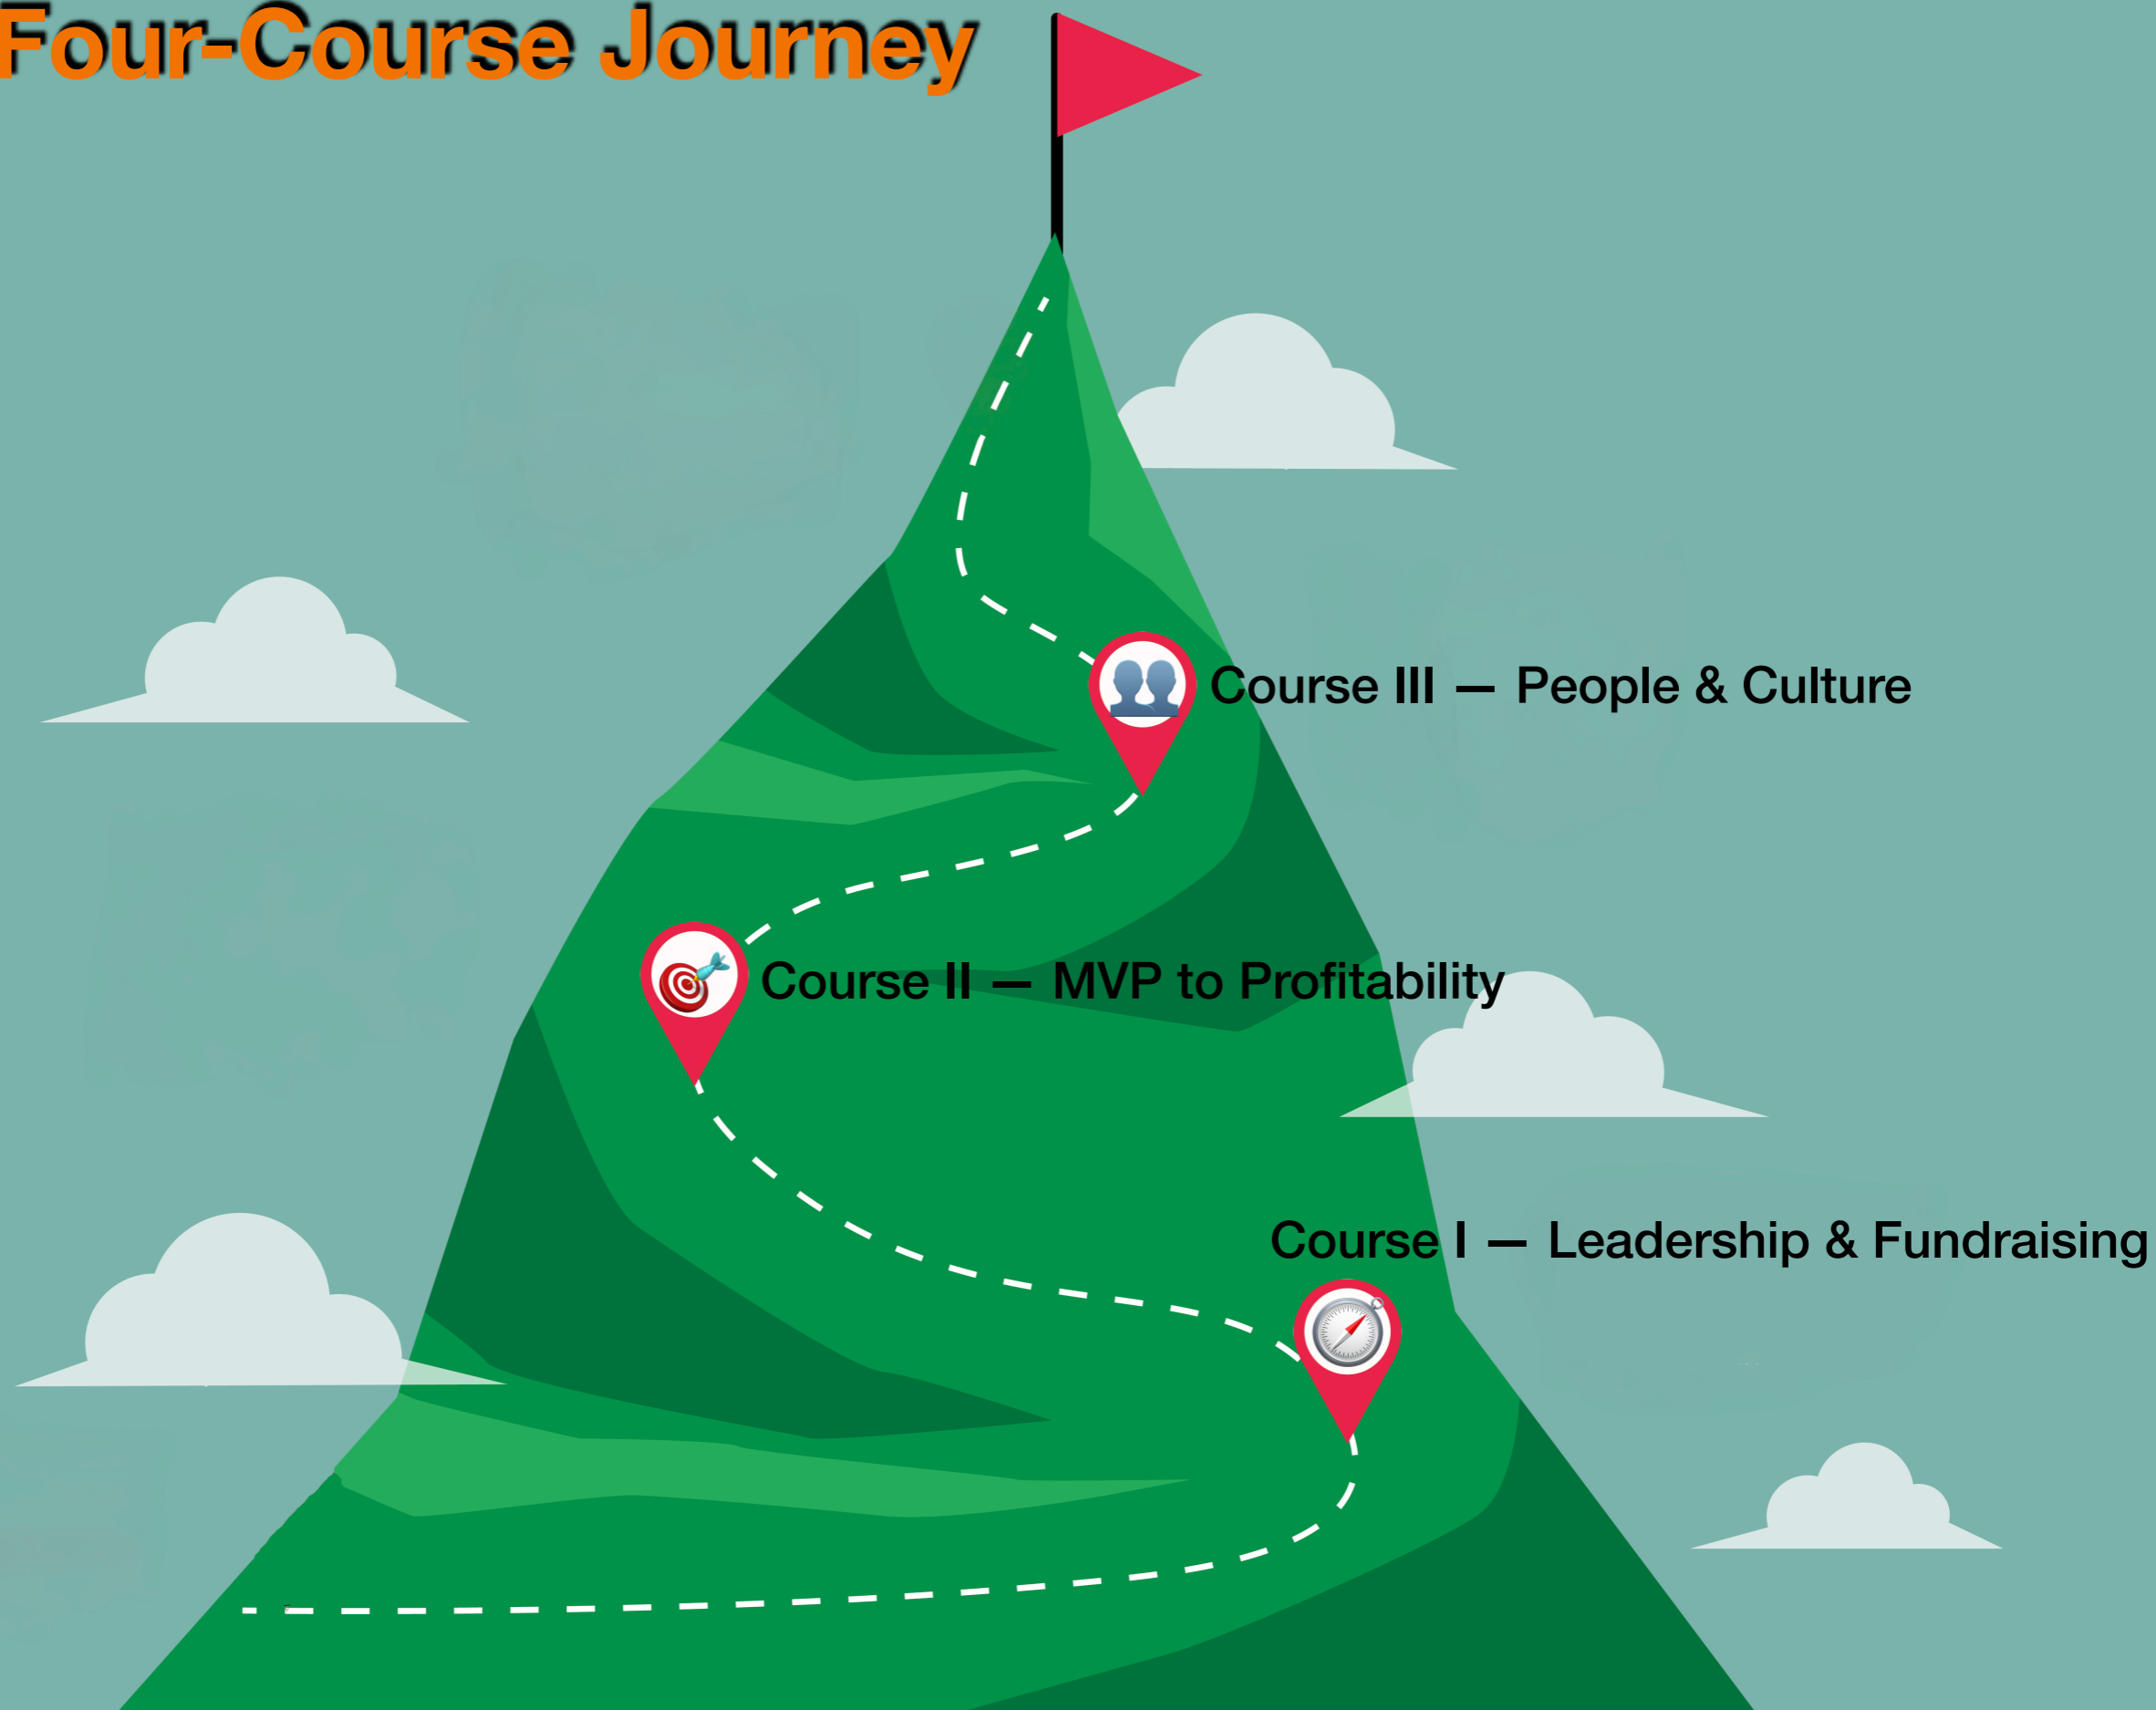 Four-Course Journey
Course III — People & Culture
Course II — MVP to Profitability
Course I — Leadership & Fundraising